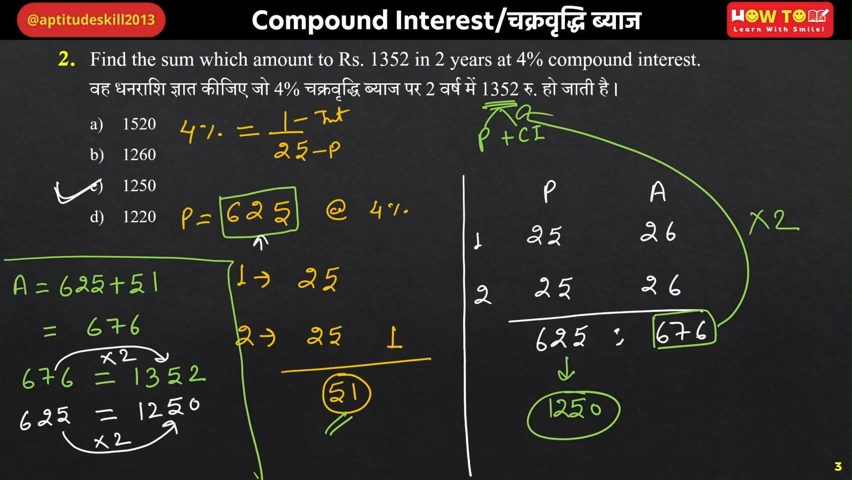 @aptitudeskill2013
Compound Interest/चक्रवृद्धि ब्याज
HOW TO
Learn With Smile!
2. Find the sum which amount to Rs. 1352 in 2 years at 4% compound interest.
वह धनराशि ज्ञात कीजिए जो 4% चक्रवृद्धि ब्याज पर 2 वर्ष में 1352 रु. हो जाती है।
a) 1520
b) 1260
c) 1250
d) 1220
4% = 1 - Int
25 - P
P = 625 @ 4%
1 → 25
2 → 25 1
51
A = 625 + 51
= 676
×2
676 = 1352
625 = 1250
×2
a
P + CI
P A
1 25 26
2 25 26
625 : 676
×2
1250
3